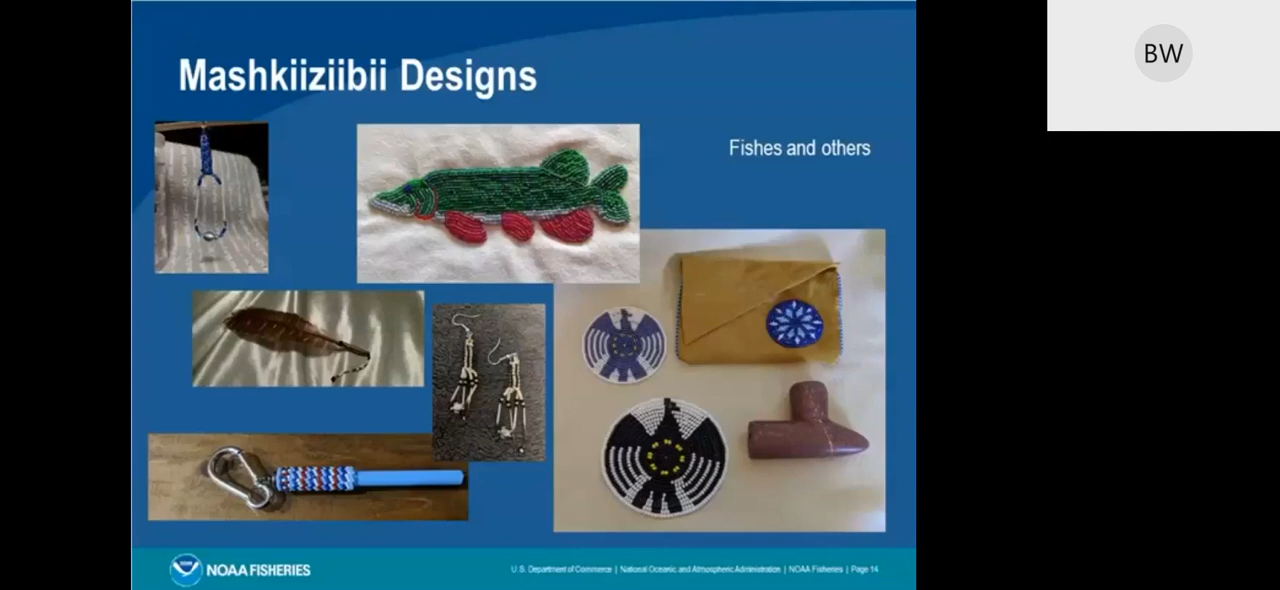 Mashkiiziibii Designs
Fishes and others
BW
NOAA FISHERIES
U.S. Department of Commerce | National Oceanic and Atmospheric Administration | NOAA Fisheries | Page 14